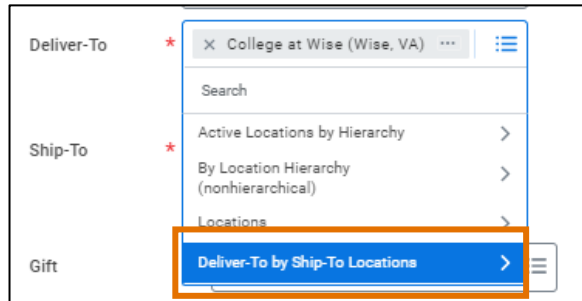 Deliver-To *
× College at Wise (Wise, VA) ...
Search
Active Locations by Hierarchy
Ship-To *
By Location Hierarchy
(nonhierarchical)
Locations
Deliver-To by Ship-To Locations
Gift